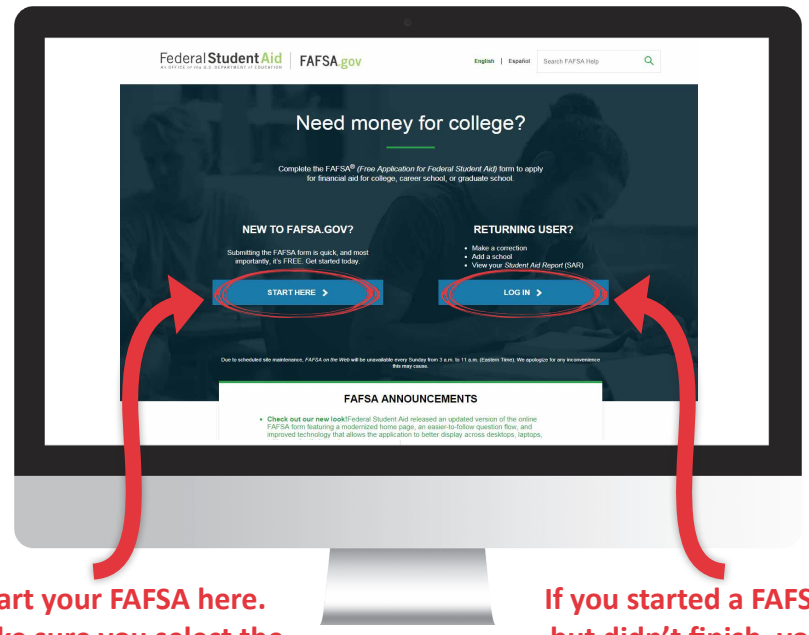 Federal Student Aid FAFSA.gov
AN OFFICE of the U.S. DEPARTMENT of EDUCATION
English | Español Search FAFSA Help
Need money for college?
Complete the FAFSA® (Free Application for Federal Student Aid) form to apply
for financial aid for college, career school, or graduate school.
NEW TO FAFSA.GOV?
Submitting the FAFSA form is quick, and most
importantly, it's FREE. Get started today.
START HERE
RETURNING USER?
• Make a correction
• Add a school
• View your Student Aid Report (SAR)
LOG IN
Due to scheduled site maintenance, FAFSA on the Web will be unavailable every Sunday from 3 a.m. to 11 a.m. (Eastern Time). We apologize for any inconvenience
this may cause.
FAFSA ANNOUNCEMENTS
• Check out our new look!Federal Student Aid released an updated version of the online
FAFSA form featuring a modernized home page, an easier-to-follow question flow, and
improved technology that allows the application to better display across desktops, laptops,
art your FAFSA here.
ke sure you select the
If you started a FAFS
but didn't finish, yo